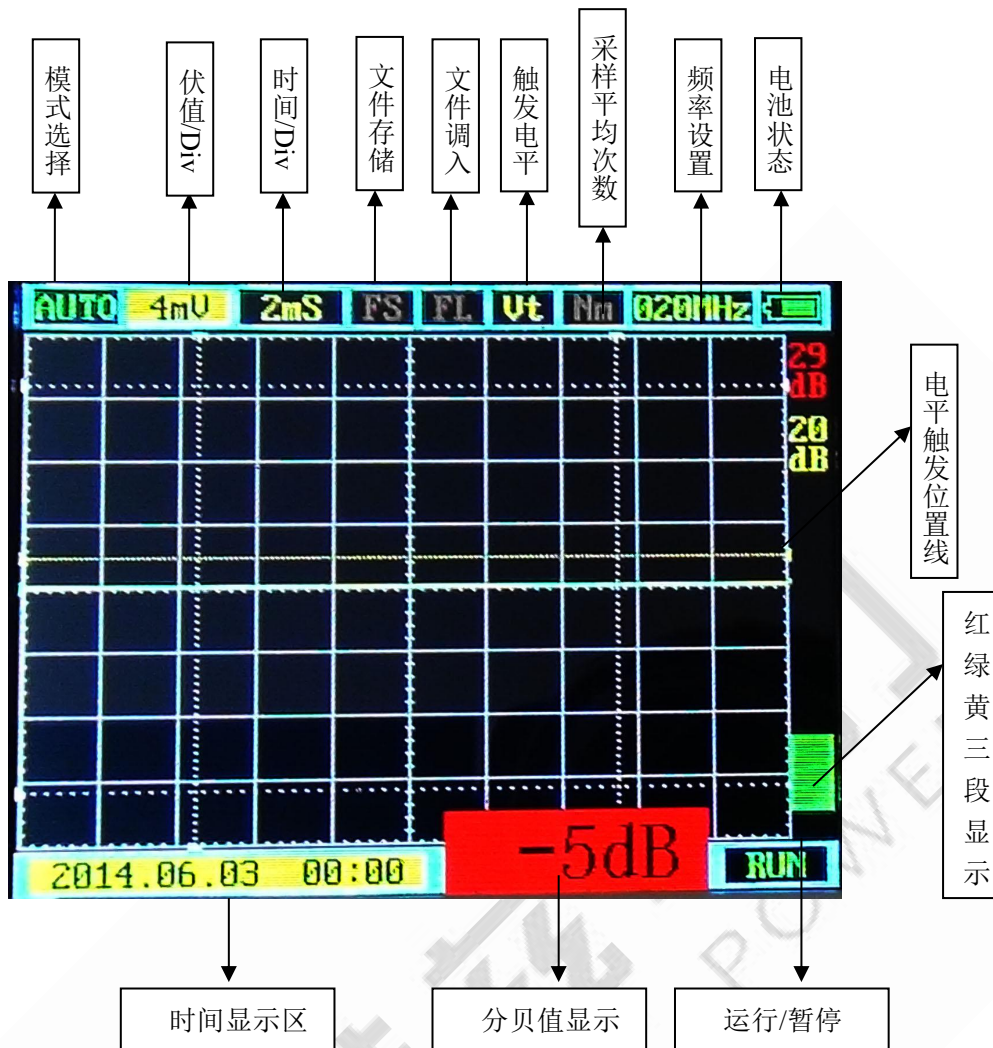 模式选择
伏值/Div
时间/Div
文件存储
文件调入
触发电平
采样平均次数
频率设置
电池状态
AUTO 4mV 2mS FS FL Vt Nm 020MHz
29
dB
20
dB
电平触发位置线
红绿黄三段显示
2014.06.03 00:00
-5dB
RUN
时间显示区
分贝值显示
运行/暂停
POWE